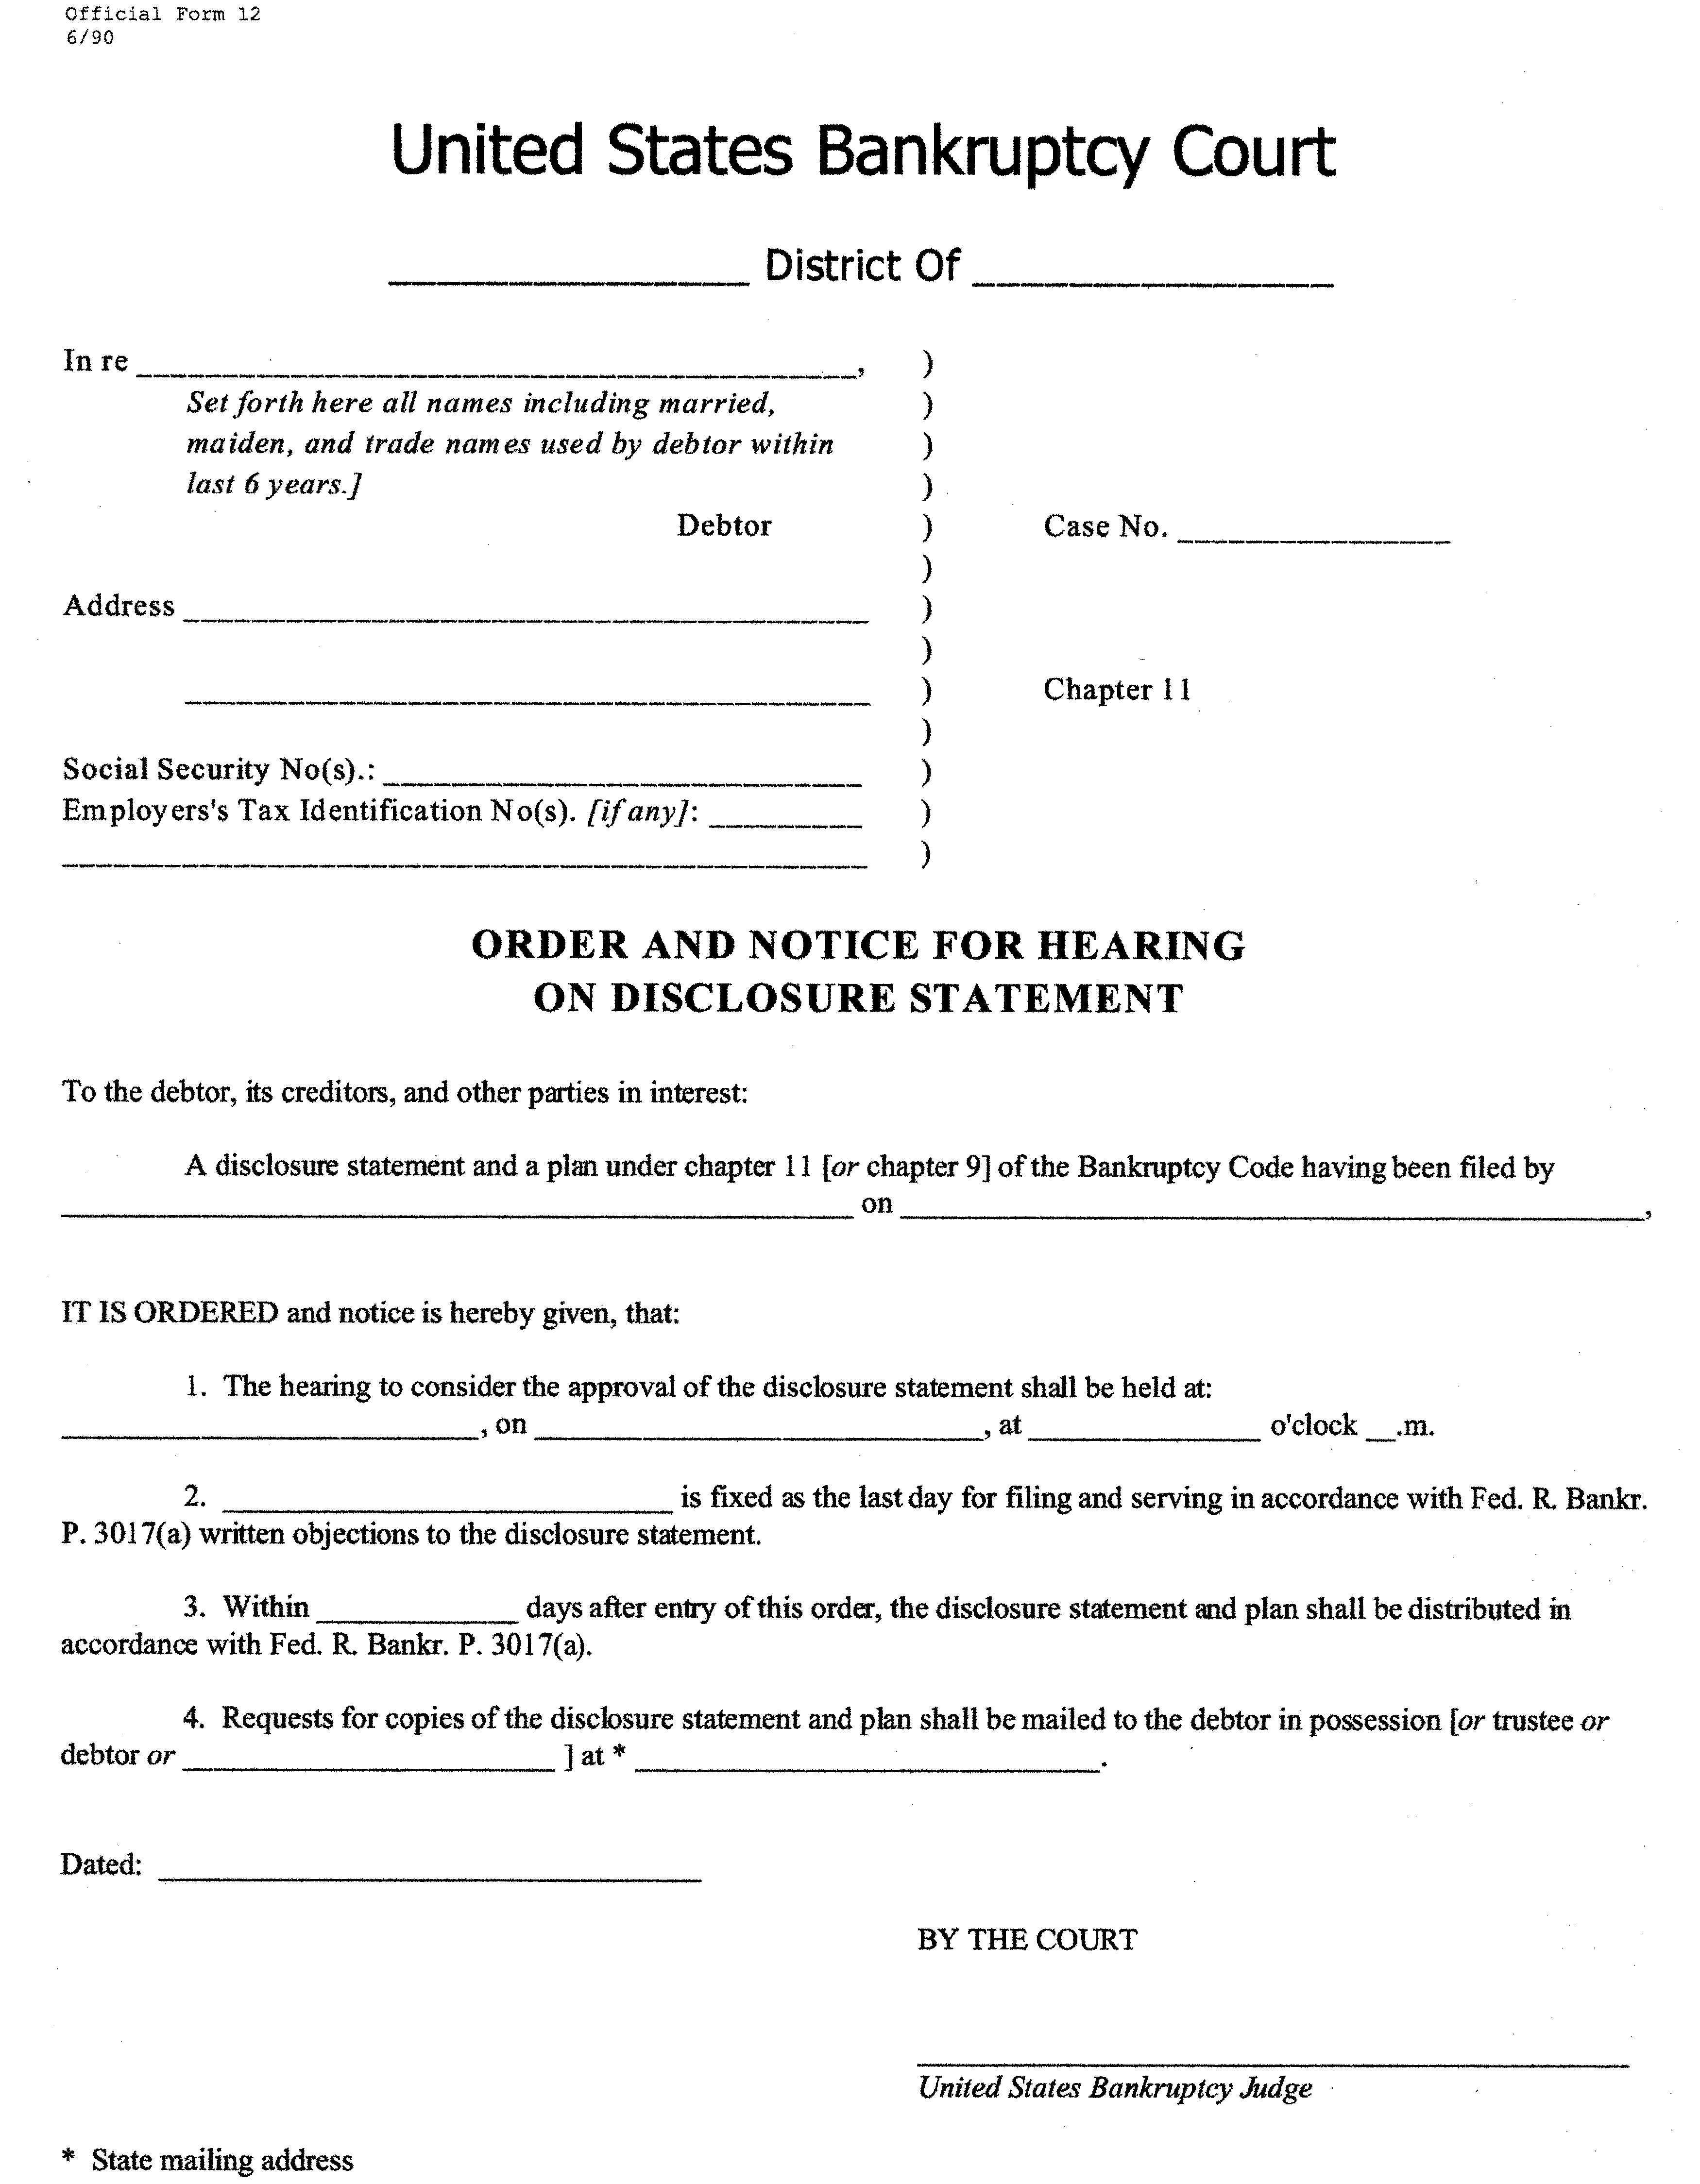 Official Form 12
6/90
United States Bankruptcy Court
_______________ District Of _______________
In re ______________________________, )
Set forth here all names including married, )
maiden, and trade names used by debtor within )
last 6 years.] )
Debtor ) Case No. _______________
)
Address ______________________________ )
)
______________________________ ) Chapter 11
)
Social Security No(s).: ____________________ )
Employers's Tax Identification No(s). [if any]: ________ )
______________________________ )
ORDER AND NOTICE FOR HEARING
ON DISCLOSURE STATEMENT
To the debtor, its creditors, and other parties in interest:
A disclosure statement and a plan under chapter 11 [or chapter 9] of the Bankruptcy Code having been filed by
______________________________ on ______________________________,
IT IS ORDERED and notice is hereby given, that:
1. The hearing to consider the approval of the disclosure statement shall be held at:
____________________, on ____________________, at __________ o'clock __.m.
2. ____________________ is fixed as the last day for filing and serving in accordance with Fed. R. Bankr.
P. 3017(a) written objections to the disclosure statement.
3. Within __________ days after entry of this order, the disclosure statement and plan shall be distributed in
accordance with Fed. R. Bankr. P. 3017(a).
4. Requests for copies of the disclosure statement and plan shall be mailed to the debtor in possession [or trustee or
debtor or ____________________ ] at * ____________________.
Dated: ____________________
BY THE COURT
______________________________
United States Bankruptcy Judge
* State mailing address